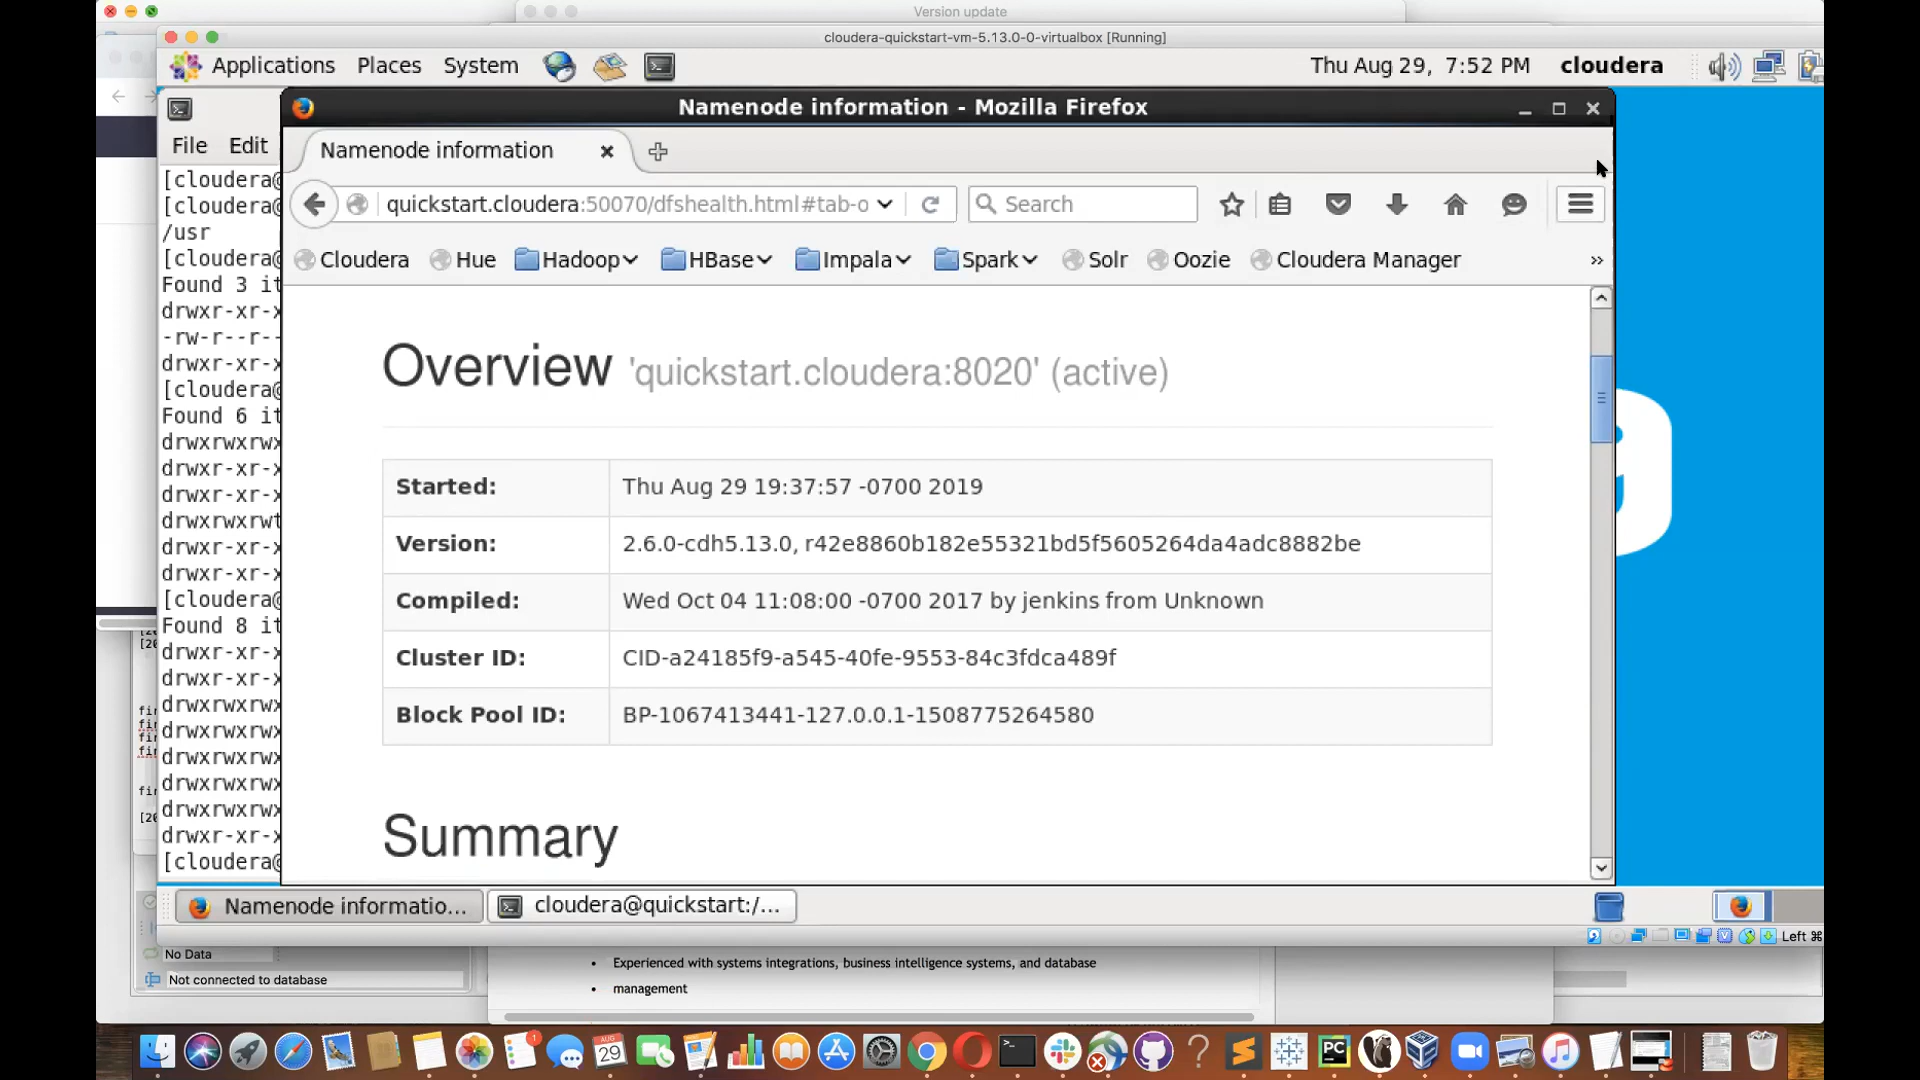 Version update
cloudera-quickstart-vm-5.13.0-0-virtualbox [Running]
Applications Places System Thu Aug 29, 7:52 PM cloudera
Namenode information - Mozilla Firefox
File Edit
Namenode information
[cloudera@
[cloudera@
/usr
[cloudera@
Found 3 it
drwxr-xr-x
-rw-r--r--
drwxr-xr-x
[cloudera@
Found 6 it
drwxrwxrwx
drwxr-xr-x
drwxr-xr-x
drwxrwxrwt
drwxr-xr-x
drwxr-xr-x
[cloudera@
Found 8 it
drwxr-xr-x
drwxr-xr-x
drwxrwxrwx
drwxrwxrwx
drwxrwxrwx
drwxrwxrwx
drwxrwxrwx
drwxr-xr-x
[cloudera@
quickstart.cloudera:50070/dfshealth.html#tab-o Search
Cloudera Hue Hadoop HBase Impala Spark Solr Oozie Cloudera Manager »
Overview 'quickstart.cloudera:8020' (active)
Started: Thu Aug 29 19:37:57 -0700 2019
Version: 2.6.0-cdh5.13.0, r42e8860b182e55321bd5f5605264da4adc8882be
Compiled: Wed Oct 04 11:08:00 -0700 2017 by jenkins from Unknown
Cluster ID: CID-a24185f9-a545-40fe-9553-84c3fdca489f
Block Pool ID: BP-1067413441-127.0.0.1-1508775264580
Summary
Namenode informatio... cloudera@quickstart:/...
Left ⌘
No Data
Not connected to database
• Experienced with systems integrations, business intelligence systems, and database
• management
AUG
29
1
PC